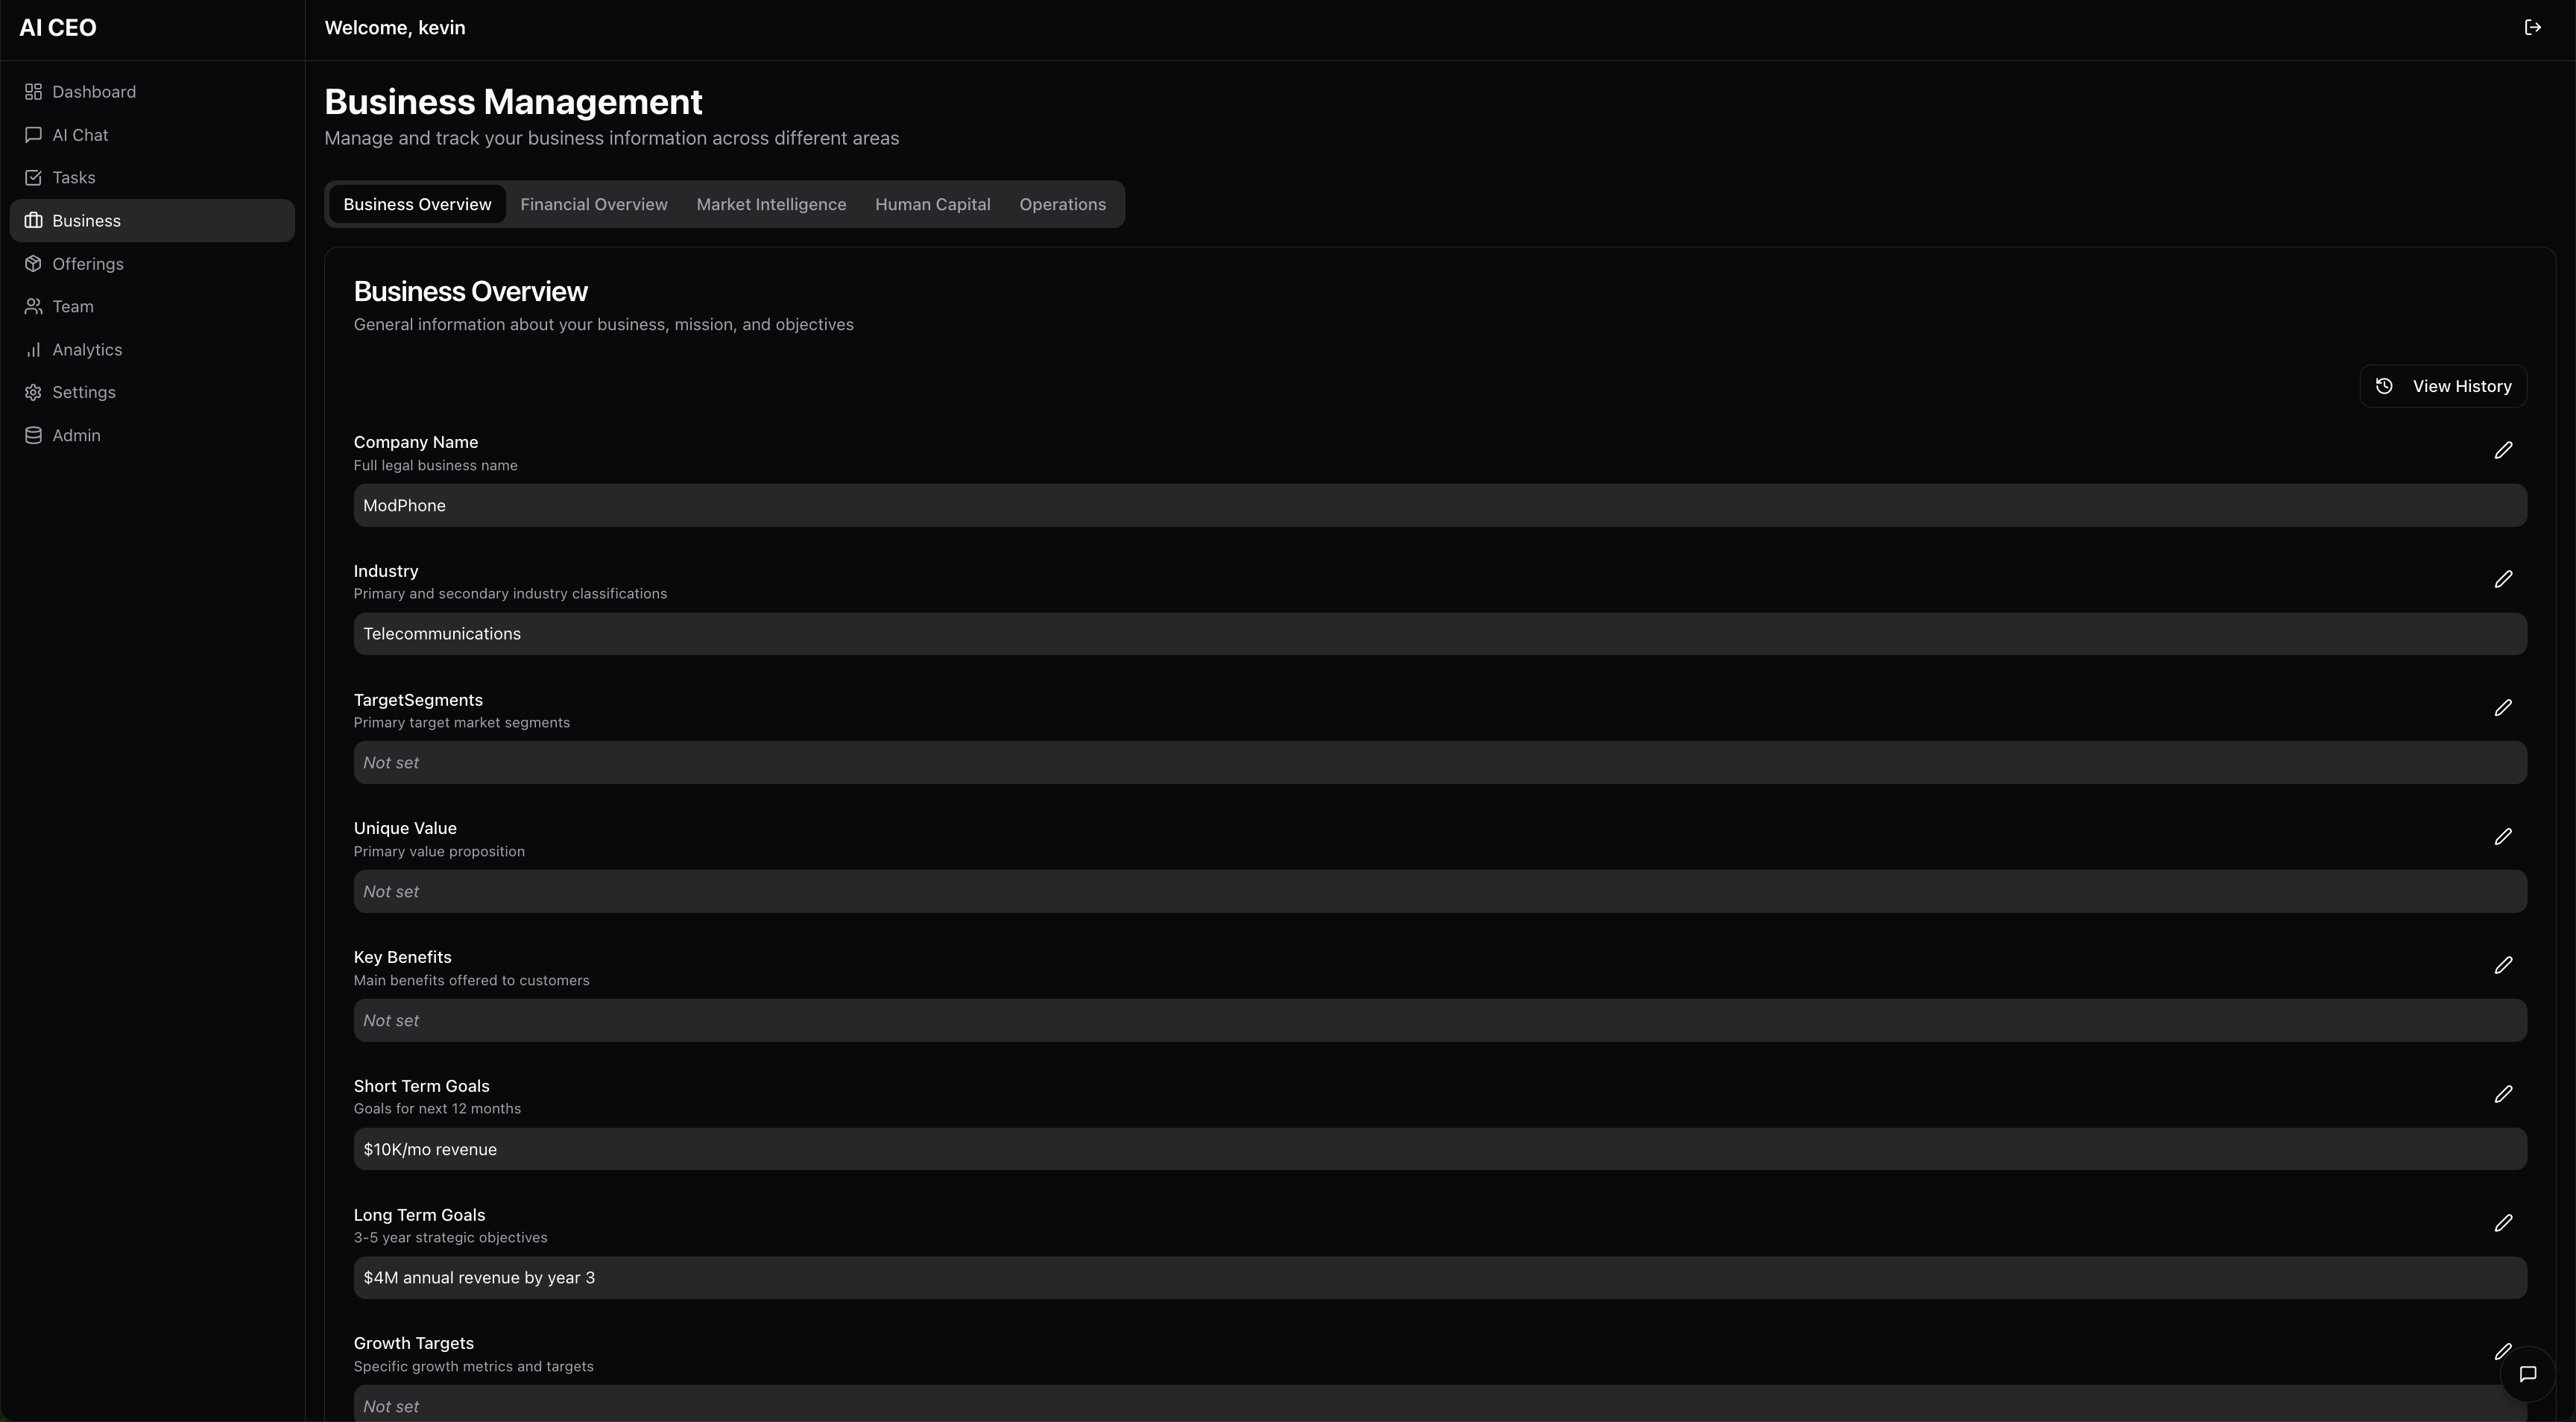 AI CEO
Welcome, kevin
Dashboard
AI Chat
Tasks
Business
Offerings
Team
Analytics
Settings
Admin
Business Management
Manage and track your business information across different areas
Business Overview Financial Overview Market Intelligence Human Capital Operations
Business Overview
General information about your business, mission, and objectives
View History
Company Name
Full legal business name
ModPhone
Industry
Primary and secondary industry classifications
Telecommunications
TargetSegments
Primary target market segments
Not set
Unique Value
Primary value proposition
Not set
Key Benefits
Main benefits offered to customers
Not set
Short Term Goals
Goals for next 12 months
$10K/mo revenue
Long Term Goals
3-5 year strategic objectives
$4M annual revenue by year 3
Growth Targets
Specific growth metrics and targets
Not set